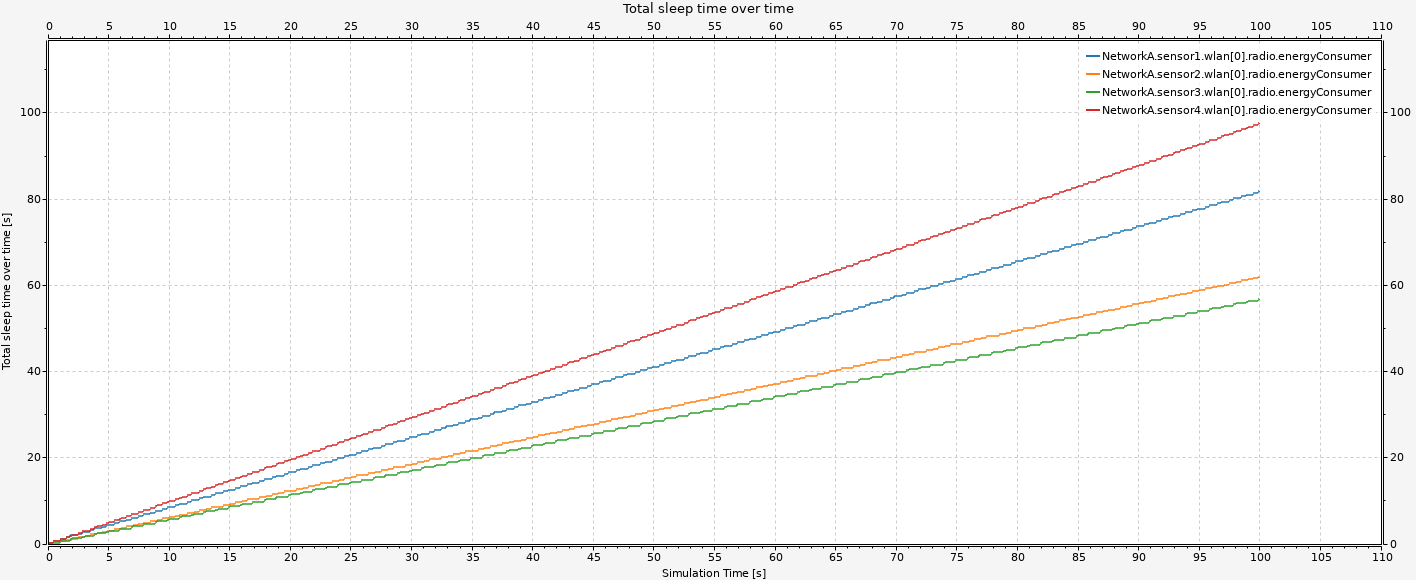 Total sleep time over time
0 5 10 15 20 25 30 35 40 45 50 55 60 65 70 75 80 85 90 95 100 105 110
NetworkA.sensor1.wlan[0].radio.energyConsumer
NetworkA.sensor2.wlan[0].radio.energyConsumer
NetworkA.sensor3.wlan[0].radio.energyConsumer
NetworkA.sensor4.wlan[0].radio.energyConsumer
100 100
80 80
60 60
40 40
20 20
0 0
Total sleep time over time [s]
0 5 10 15 20 25 30 35 40 45 50 55 60 65 70 75 80 85 90 95 100 105 110
Simulation Time [s]